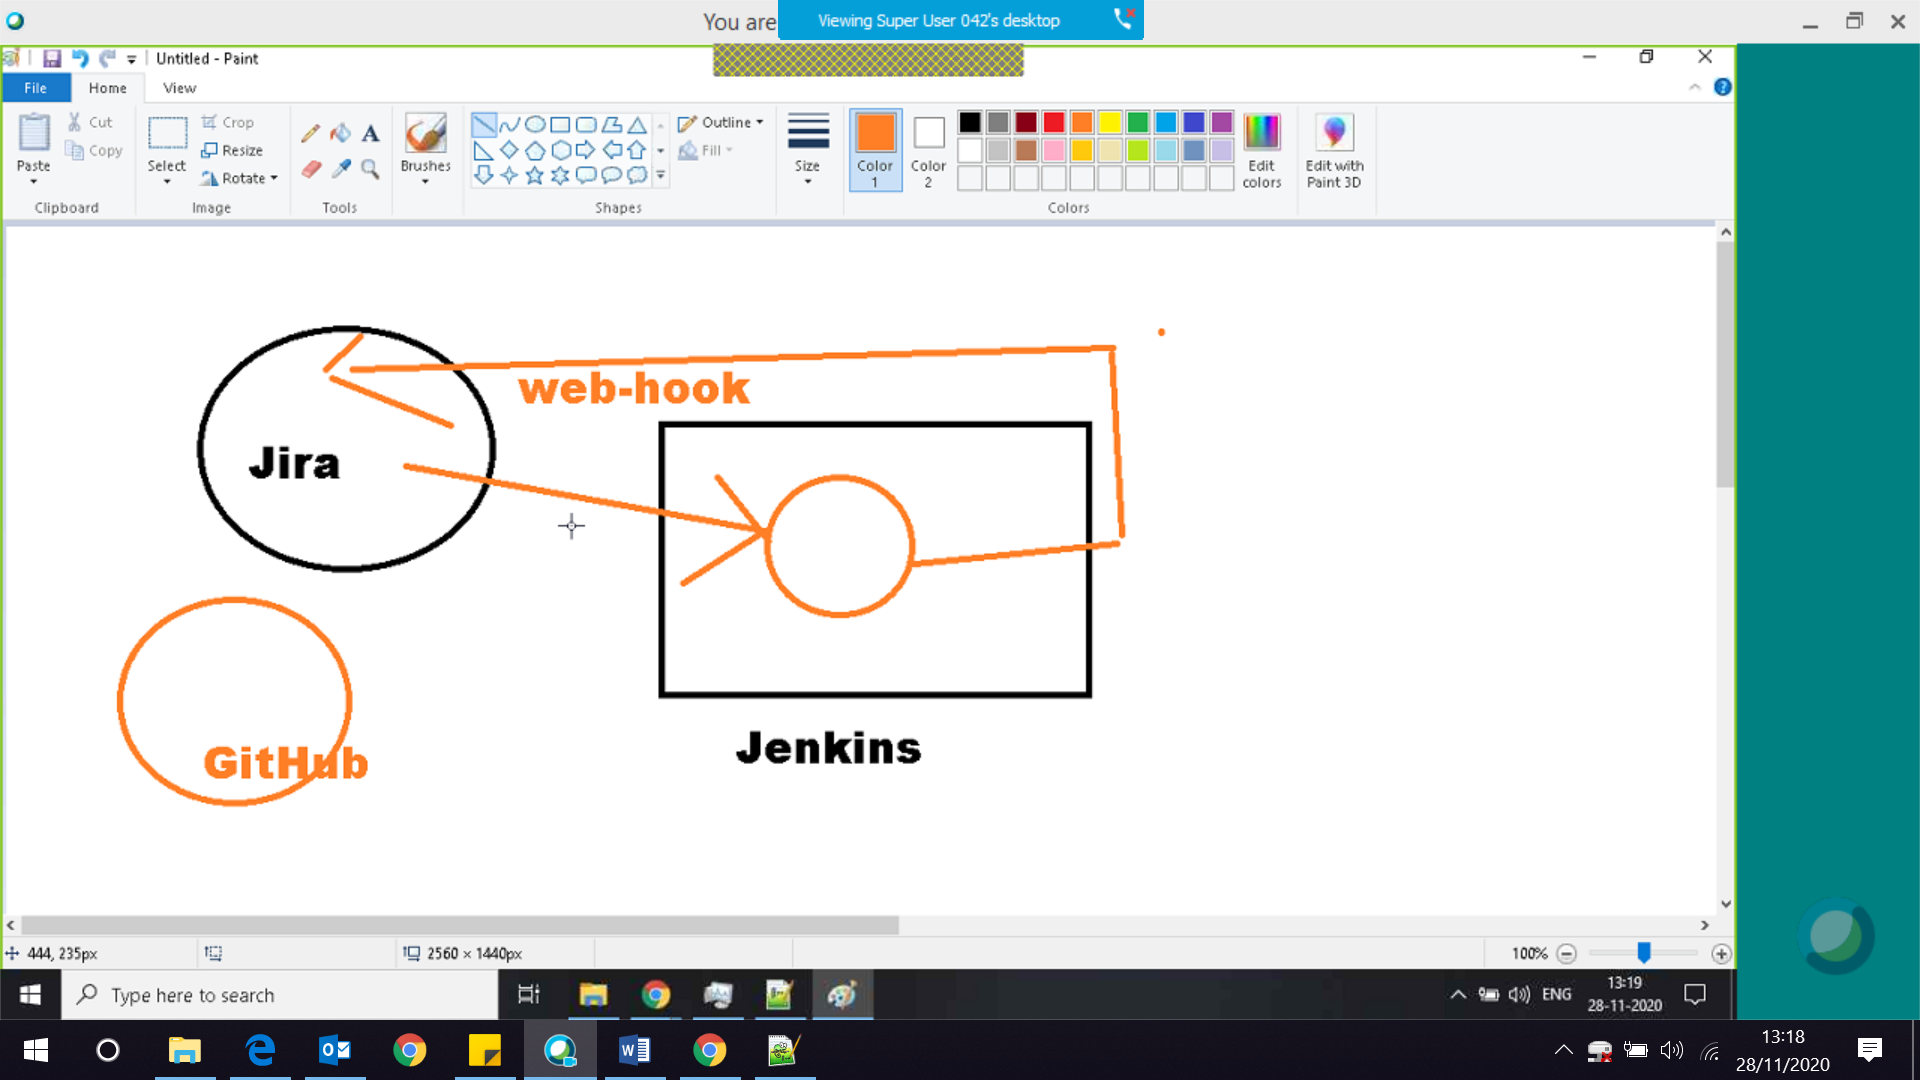 You are
Viewing Super User 042's desktop
Untitled - Paint
File Home View
Paste
Cut
Copy
Clipboard
Select
Crop
Resize
Rotate
Image
A
Tools
Brushes
Outline
Fill
Shapes
Size
Color
1
Color
2
Edit
colors
Edit with
Paint 3D
Colors
web-hook
Jira
GitHub
Jenkins
444, 235px
2560 × 1440px
100%
Type here to search
ENG
13:19
28-11-2020
13:18
28/11/2020